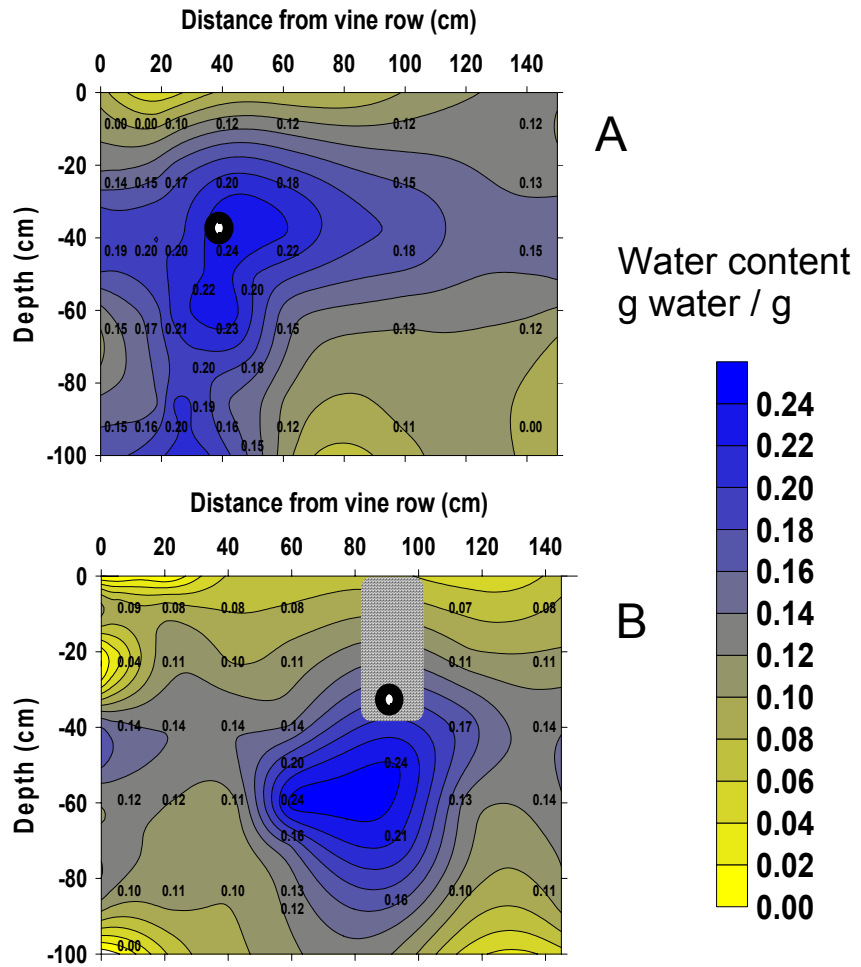 Distance from vine row (cm)
0 20 40 60 80 100 120 140
Depth (cm)
0
-20
-40
-60
-80
-100
0.00 0.00 0.10 0.12 0.12 0.12 0.12
0.14 0.15 0.17 0.20 0.18 0.15 0.13
0.19 0.20 0.20 0.24 0.22 0.18 0.15
0.22 0.20
0.15 0.17 0.21 0.23 0.15 0.13 0.12
0.20 0.18
0.19
0.15 0.16 0.20 0.16 0.12 0.11 0.00
0.15
A
Water content
g water / g
0.24
0.22
0.20
0.18
0.16
0.14
0.12
0.10
0.08
0.06
0.04
0.02
0.00
Distance from vine row (cm)
0 20 40 60 80 100 120 140
Depth (cm)
0
-20
-40
-60
-80
-100
0.09 0.08 0.08 0.08 0.07 0.08
0.04 0.11 0.10 0.11 0.11 0.11
0.14 0.14 0.14 0.14 0.17 0.14
0.20 0.24
0.12 0.12 0.11 0.24 0.13 0.14
0.16 0.21
0.10 0.11 0.10 0.13 0.16 0.10 0.11
0.12
0.00
B